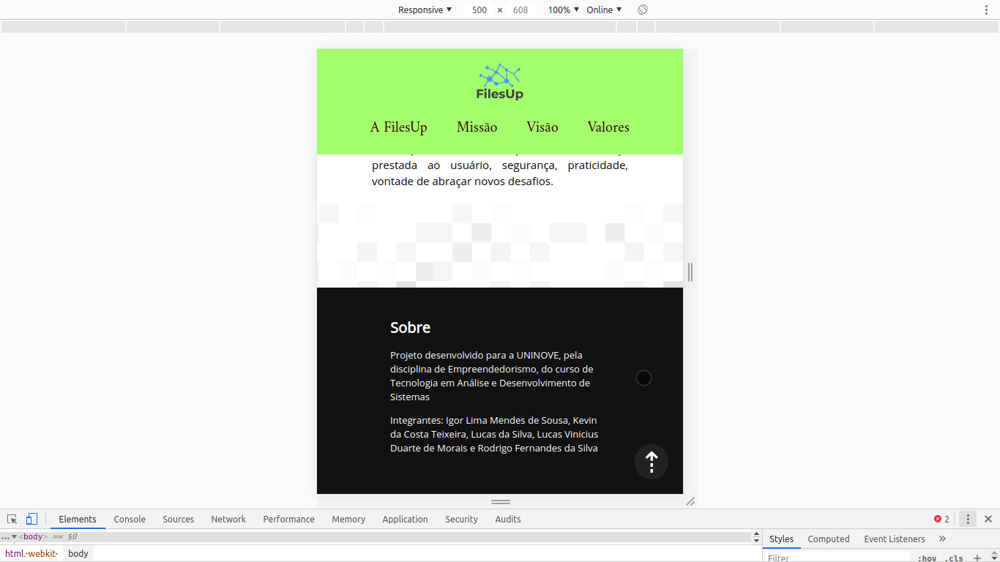 Responsive ▼ 500 × 608 100% ▼ Online ▼
FilesUp
A FilesUp Missão Visão Valores
prestada ao usuário, segurança, praticidade,
vontade de abraçar novos desafios.
Sobre
Projeto desenvolvido para a UNINOVE, pela
disciplina de Empreendedorismo, do curso de
Tecnologia em Análise e Desenvolvimento de
Sistemas
Integrantes: Igor Lima Mendes de Sousa, Kevin
da Costa Teixeira, Lucas da Silva, Lucas Vinicius
Duarte de Morais e Rodrigo Fernandes da Silva
Elements Console Sources Network Performance Memory Application Security Audits 2
…▼<body> == $0
Styles Computed Event Listeners »
html.-webkit- body
Filter :hov .cls +